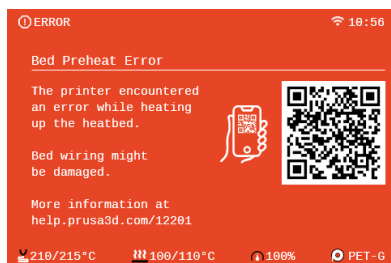 ERROR
10:56
Bed Preheat Error
The printer encountered
an error while heating
up the heatbed.
Bed wiring might
be damaged.
More information at
help.prusa3d.com/12201
210/215°C 100/110°C 100% PET-G